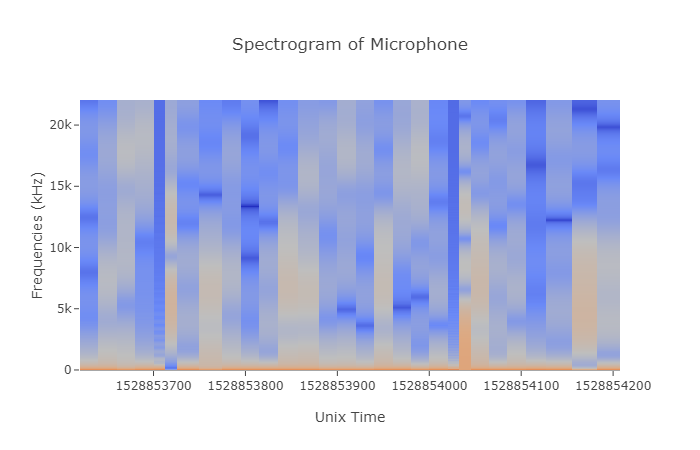 Spectrogram of Microphone
Frequencies (kHz)
20k
15k
10k
5k
0
1528853700 1528853800 1528853900 1528854000 1528854100 1528854200
Unix Time